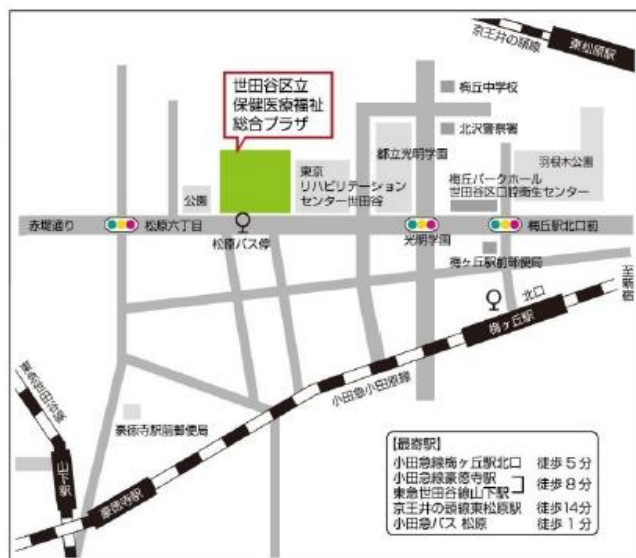 京王井の頭線
東松原駅
世田谷区立
保健医療福祉
総合プラザ
梅丘中学校
北沢警察署
都立光明学園
羽根木公園
公園
東京
リハビリテーション
センター世田谷
梅丘パークホール
世田谷区口腔衛生センター
赤堤通り
松原六丁目
松原バス停
光明学園
梅丘駅北口前
梅ヶ丘駅前郵便局
至新宿
北口
梅ヶ丘駅
小田急小田原線
東急世田谷線
山下駅
豪徳寺駅前郵便局
豪徳寺駅
【最寄駅】
小田急線梅ヶ丘駅北口 徒歩5分
小田急線豪徳寺駅
東急世田谷線山下駅 徒歩8分
京王井の頭線東松原駅 徒歩14分
小田急バス 松原 徒歩1分